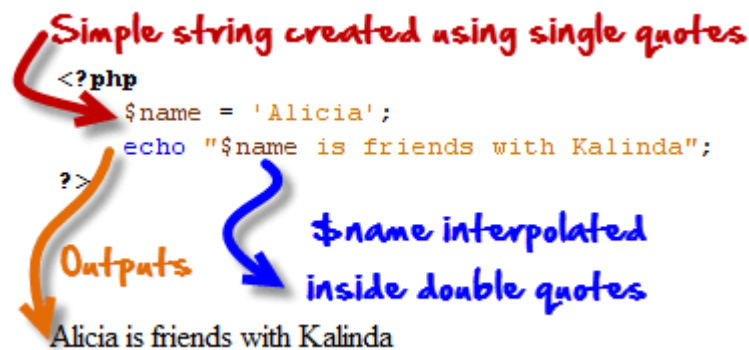 Simple string created using single quotes
<?php
$name = 'Alicia';
echo "$name is friends with Kalinda";
?>
$name interpolated
inside double quotes
Outputs
Alicia is friends with Kalinda